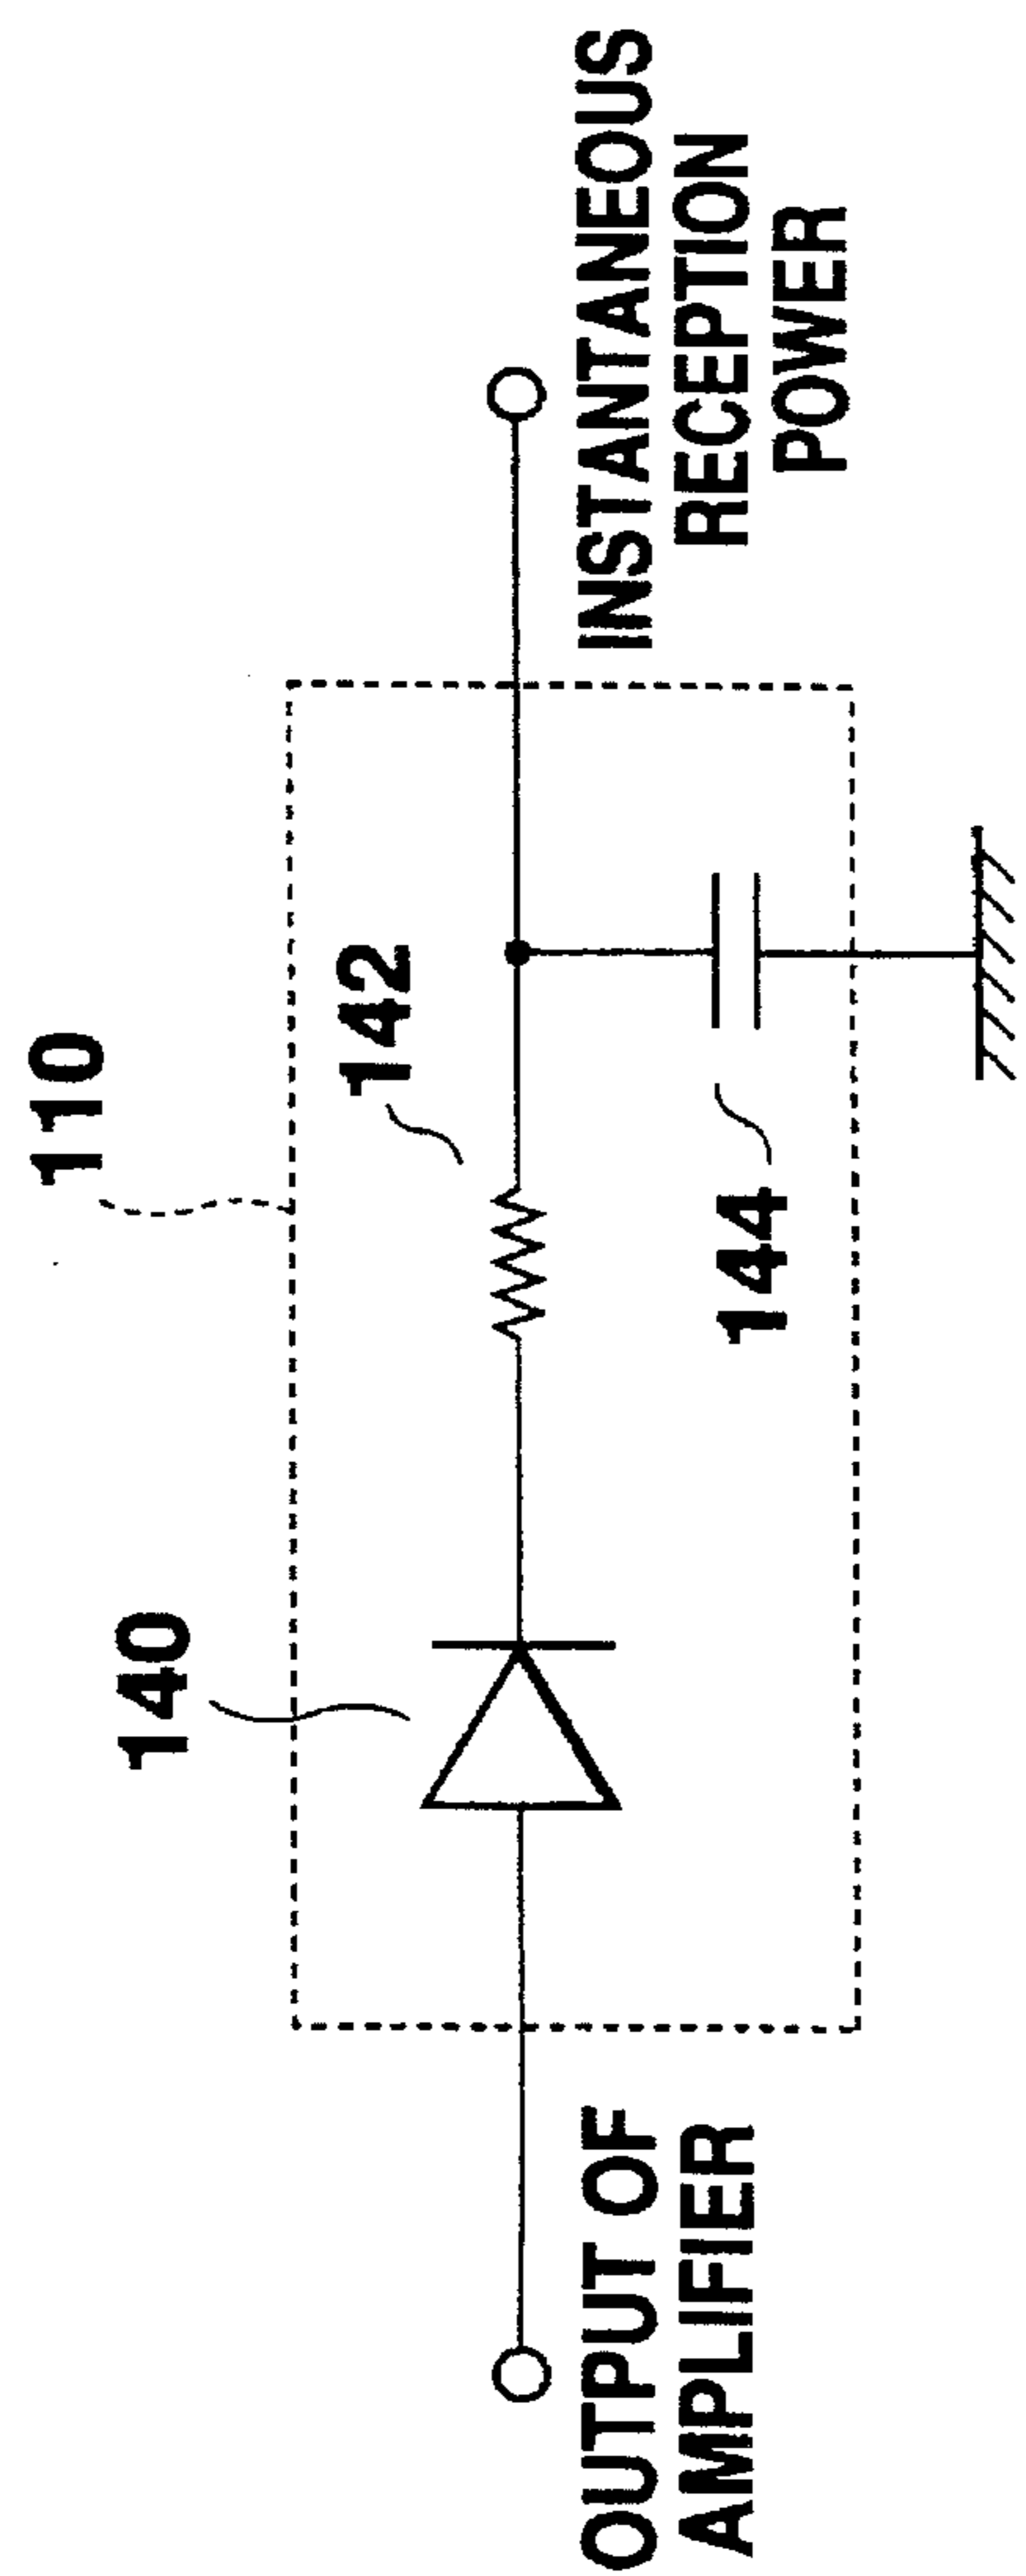 110
140
142
144
OUTPUT OF
AMPLIFIER
INSTANTANEOUS
RECEPTION
POWER